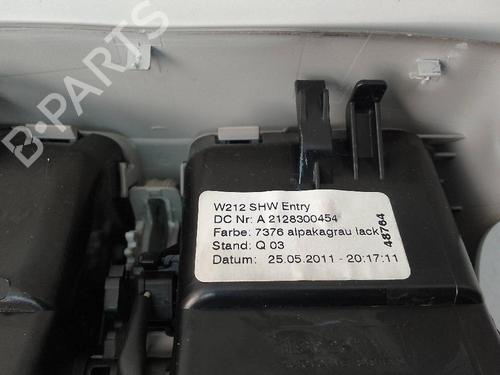 B-PARTS
W212 SHW Entry
DC Nr: A 2128300454
Farbe: 7376 alpakagrau lack
Stand: Q 03
Datum: 25.05.2011 - 20:17:11
48764